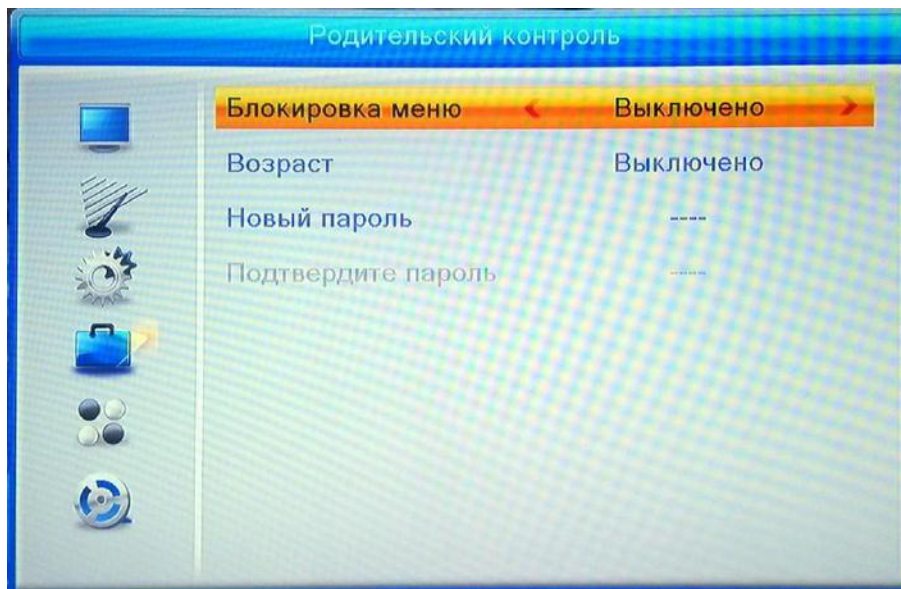 Родительский контроль
Блокировка меню Выключено
Возраст Выключено
Новый пароль ----
Подтвердите пароль ----